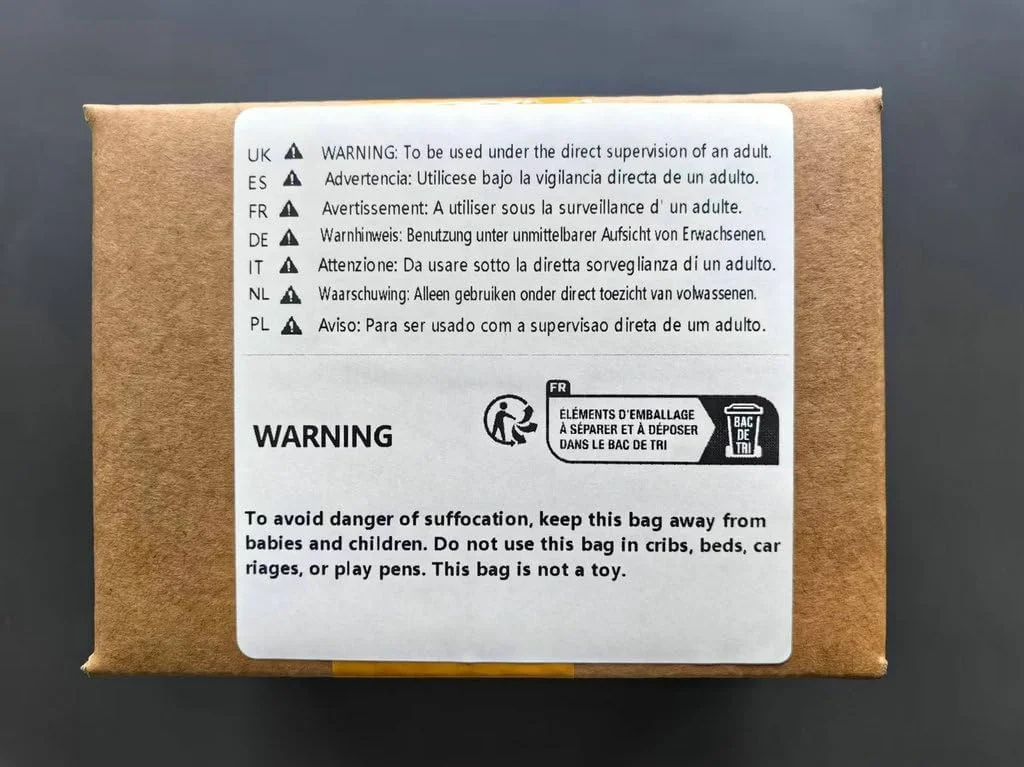 UK WARNING: To be used under the direct supervision of an adult.
ES Advertencia: Utilicese bajo la vigilancia directa de un adulto.
FR Avertissement: A utiliser sous la surveillance d' un adulte.
DE Warnhinweis: Benutzung unter unmittelbarer Aufsicht von Erwachsenen.
IT Attenzione: Da usare sotto la diretta sorveglianza di un adulto.
NL Waarschuwing: Alleen gebruiken onder direct toezicht van volwassenen.
PL Aviso: Para ser usado com a supervisao direta de um adulto.
FR
ÉLÉMENTS D'EMBALLAGE
À SÉPARER ET À DÉPOSER
DANS LE BAC DE TRI
BAC
DE
TRI
WARNING
To avoid danger of suffocation, keep this bag away from
babies and children. Do not use this bag in cribs, beds, car
riages, or play pens. This bag is not a toy.